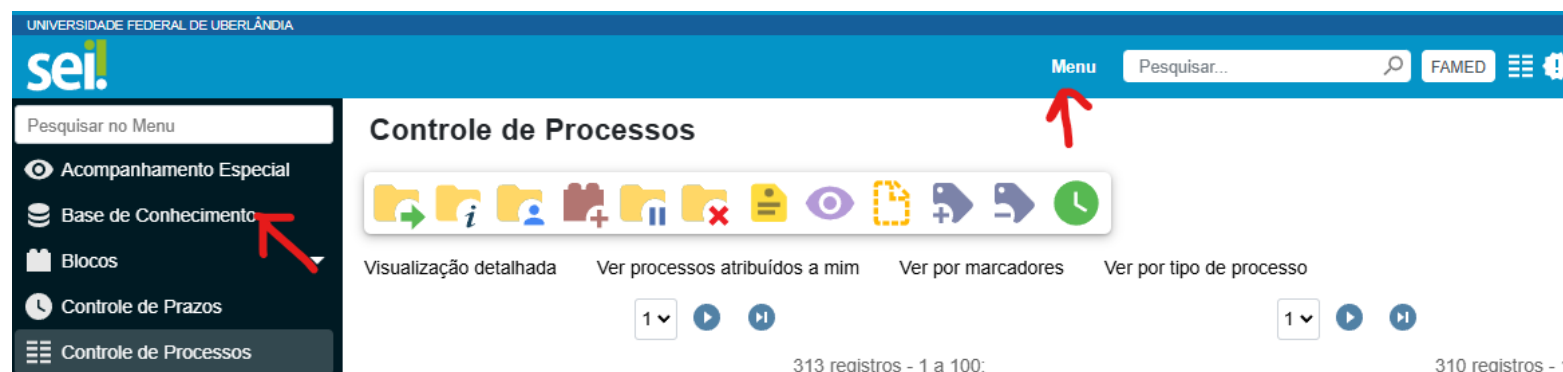 UNIVERSIDADE FEDERAL DE UBERLÂNDIA
sei!
Menu
Pesquisar...
FAMED
Pesquisar no Menu
Acompanhamento Especial
Base de Conhecimento
Blocos
Controle de Prazos
Controle de Processos
Controle de Processos
Visualização detalhada Ver processos atribuídos a mim Ver por marcadores Ver por tipo de processo
1 1
313 registros - 1 a 100: 310 registros -